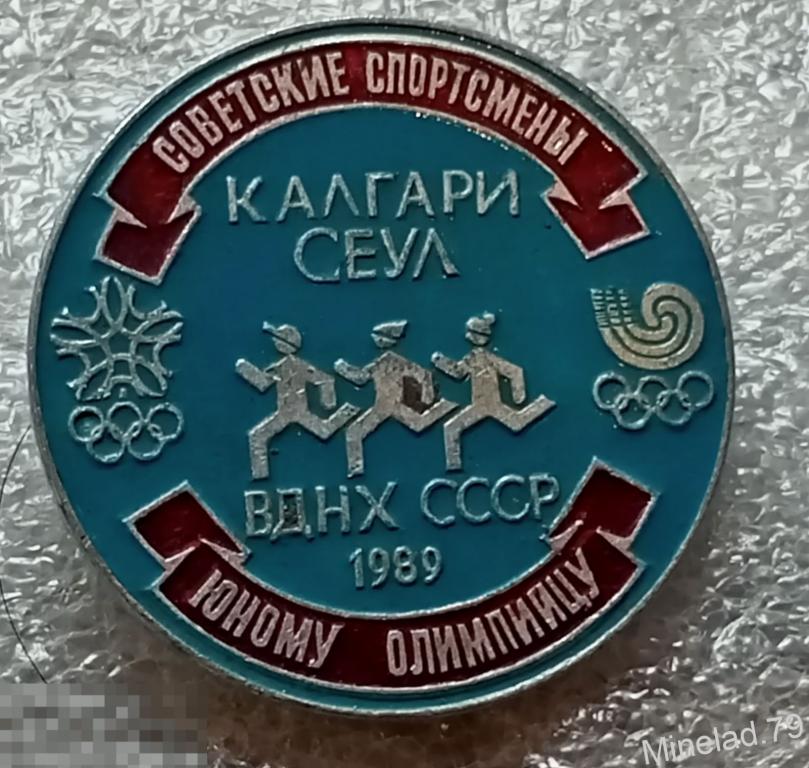 СОВЕТСКИЕ СПОРТСМЕНЫ
КАЛГАРИ
СЕУЛ
ВДНХ СССР
1989
ЮНОМУ ОЛИМПИЙЦУ
Minelad.79